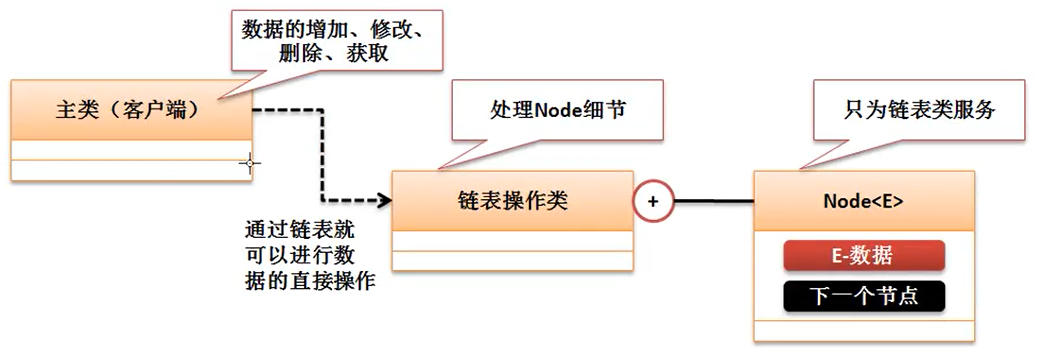 数据的增加、修改、
删除、获取
主类（客户端）
处理Node细节
只为链表类服务
链表操作类
+
Node<E>
通过链表就
可以进行数
据的直接操作
E-数据
下一个节点